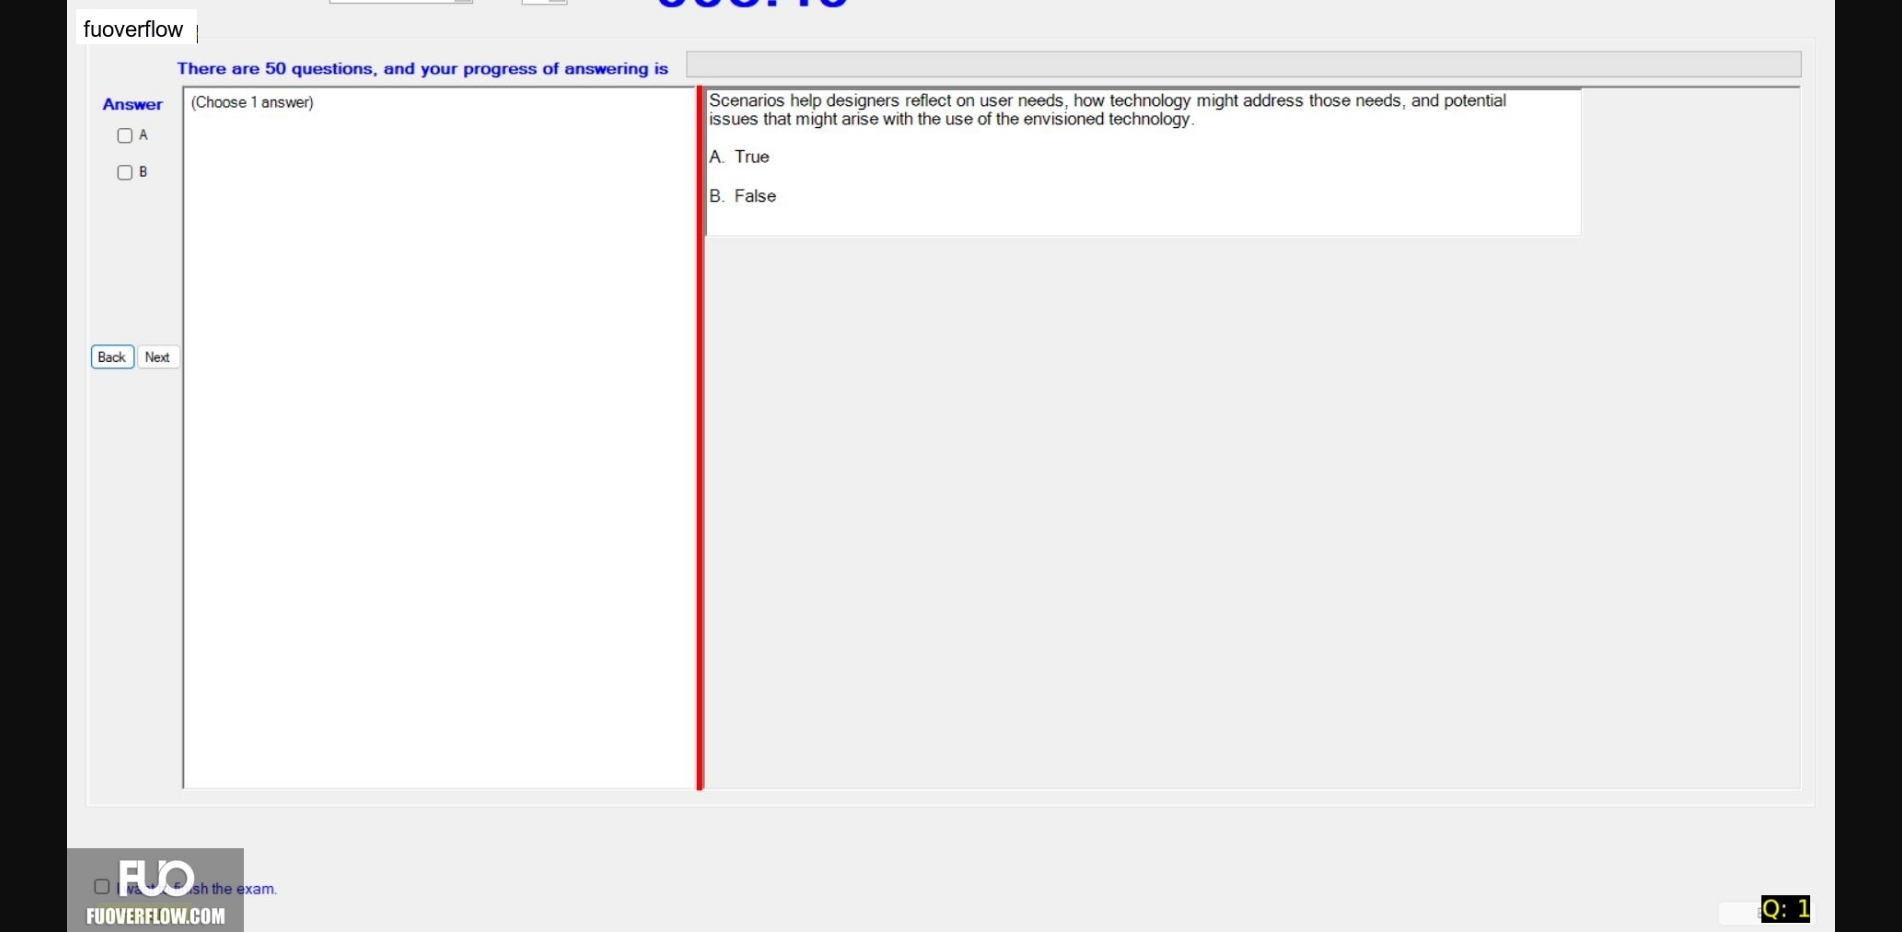 fuoverflow
There are 50 questions, and your progress of answering is
Answer
(Choose 1 answer)
A
B
Scenarios help designers reflect on user needs, how technology might address those needs, and potential
issues that might arise with the use of the envisioned technology.
A. True
B. False
Back Next
FUO
the exam.
FUOVERFLOW.COM
Q: 1